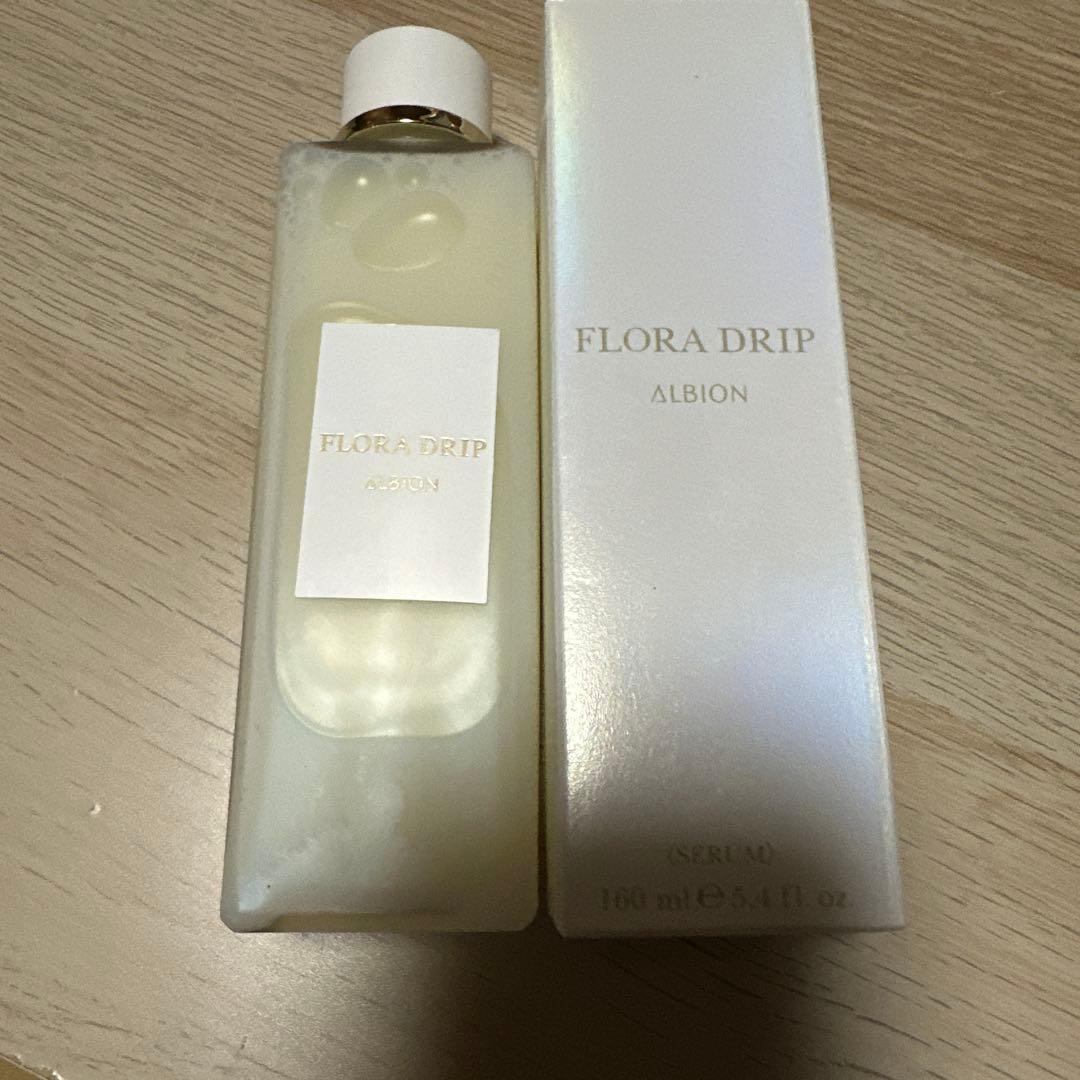 FLORA DRIP
ALBION
FLORA DRIP
ALBION
(SERUM)
160 ml ℮ 5.4 fl. oz.